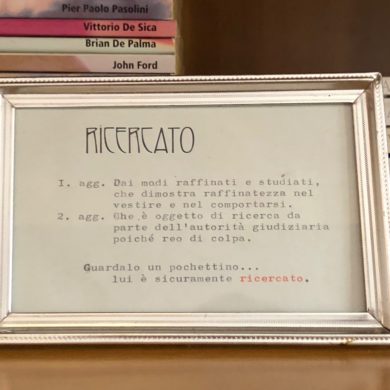 Pier Paolo Pasolini
Vittorio De Sica
Brian De Palma
John Ford
RICERCATO
I. agg. Dai modi raffinati e studiati,
che dimostra raffinatezza nel
vestire e nel comportarsi.
2. agg. Che è oggetto di ricerca da
parte dell'autorità giudiziaria
poiché reo di colpa.
Guardalo un pochettino...
lui è sicuramente ricercato.